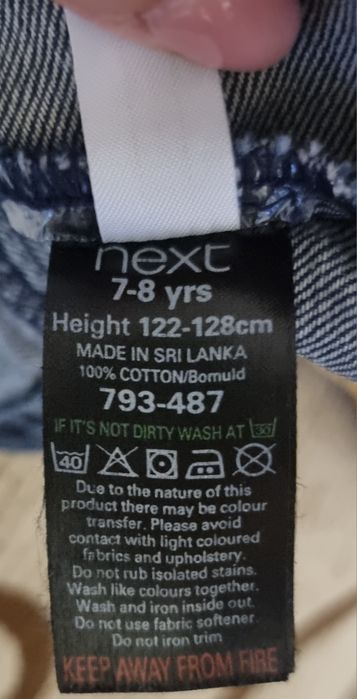 next
7-8 yrs
Height 122-128cm
MADE IN SRI LANKA
100% COTTON/Bomuld
793-487
IF IT'S NOT DIRTY WASH AT 30
40
Due to the nature of this
product there may be colour
transfer. Please avoid
contact with light coloured
fabrics and upholstery.
Do not rub isolated stains.
Wash like colours together.
Wash and iron inside out.
Do not use fabric softener.
Do not iron trim
KEEP AWAY FROM FIRE